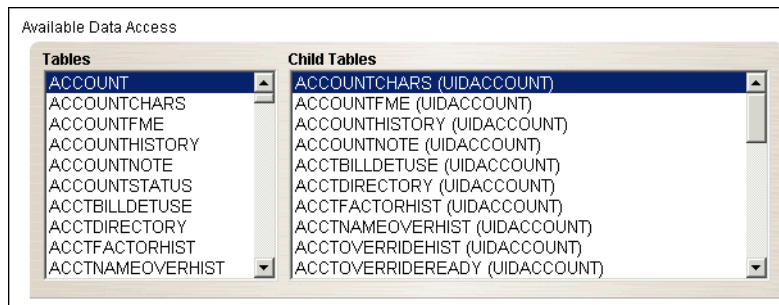 Available Data Access
Tables
ACCOUNT
ACCOUNTCHARS
ACCOUNTFME
ACCOUNTHISTORY
ACCOUNTNOTE
ACCOUNTSTATUS
ACCTBILLDETUSE
ACCTDIRECTORY
ACCTFACTORHIST
ACCTNAMEOVERHIST
Child Tables
ACCOUNTCHARS (UIDACCOUNT)
ACCOUNTFME (UIDACCOUNT)
ACCOUNTHISTORY (UIDACCOUNT)
ACCOUNTNOTE (UIDACCOUNT)
ACCTBILLDETUSE (UIDACCOUNT)
ACCTDIRECTORY (UIDACCOUNT)
ACCTFACTORHIST (UIDACCOUNT)
ACCTNAMEOVERHIST (UIDACCOUNT)
ACCTOVERRIDEHIST (UIDACCOUNT)
ACCTOVERRIDEREADY (UIDACCOUNT)